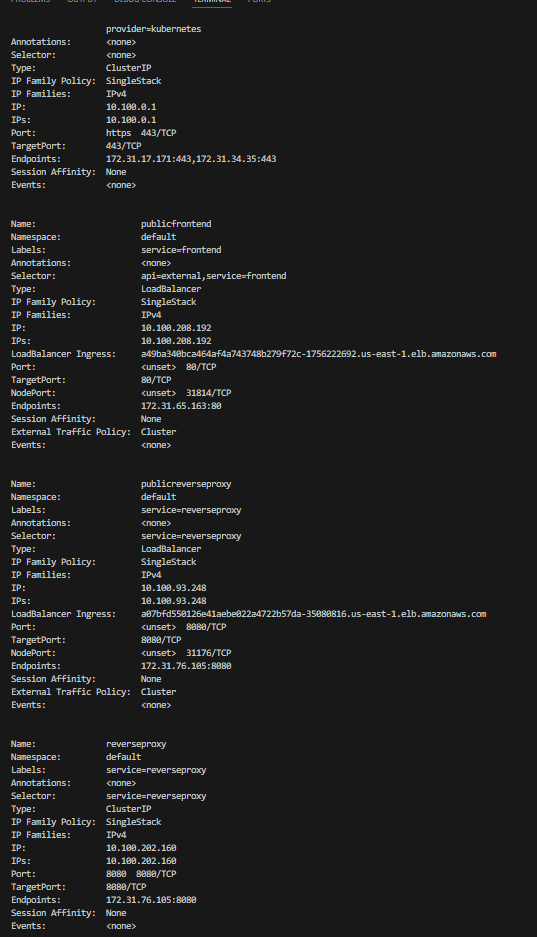 PROBLEMS OUTPUT DEBUG CONSOLE TERMINAL PORTS
provider=kubernetes
Annotations: <none>
Selector: <none>
Type: ClusterIP
IP Family Policy: SingleStack
IP Families: IPv4
IP: 10.100.0.1
IPs: 10.100.0.1
Port: https 443/TCP
TargetPort: 443/TCP
Endpoints: 172.31.17.171:443,172.31.34.35:443
Session Affinity: None
Events: <none>
Name: publicfrontend
Namespace: default
Labels: service=frontend
Annotations: <none>
Selector: api=external,service=frontend
Type: LoadBalancer
IP Family Policy: SingleStack
IP Families: IPv4
IP: 10.100.208.192
IPs: 10.100.208.192
LoadBalancer Ingress: a49ba340bca464af4a743748b279f72c-1756222692.us-east-1.elb.amazonaws.com
Port: <unset> 80/TCP
TargetPort: 80/TCP
NodePort: <unset> 31814/TCP
Endpoints: 172.31.65.163:80
Session Affinity: None
External Traffic Policy: Cluster
Events: <none>
Name: publicreverseproxy
Namespace: default
Labels: service=reverseproxy
Annotations: <none>
Selector: service=reverseproxy
Type: LoadBalancer
IP Family Policy: SingleStack
IP Families: IPv4
IP: 10.100.93.248
IPs: 10.100.93.248
LoadBalancer Ingress: a07bfd550126e41aebe022a4722b57da-35080816.us-east-1.elb.amazonaws.com
Port: <unset> 8080/TCP
TargetPort: 8080/TCP
NodePort: <unset> 31176/TCP
Endpoints: 172.31.76.105:8080
Session Affinity: None
External Traffic Policy: Cluster
Events: <none>
Name: reverseproxy
Namespace: default
Labels: service=reverseproxy
Annotations: <none>
Selector: service=reverseproxy
Type: ClusterIP
IP Family Policy: SingleStack
IP Families: IPv4
IP: 10.100.202.160
IPs: 10.100.202.160
Port: 8080 8080/TCP
TargetPort: 8080/TCP
Endpoints: 172.31.76.105:8080
Session Affinity: None
Events: <none>